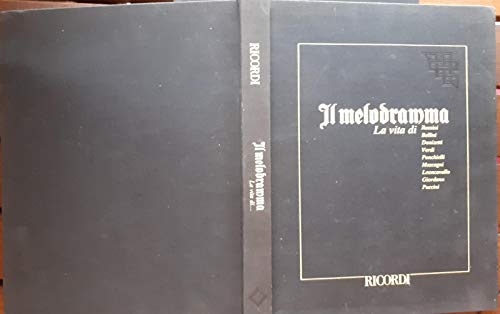 RICORDI
Il melodramma
La vita di...
Il melodramma
La vita di
Rossini
Bellini
Donizetti
Verdi
Ponchielli
Mascagni
Leoncavallo
Giordano
Puccini
RICORDI